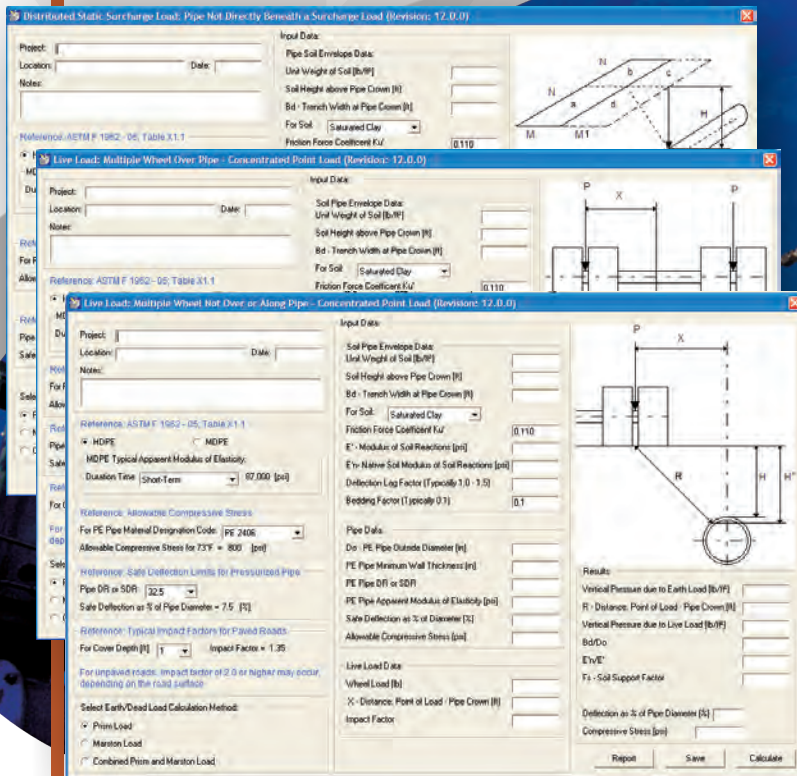 Distributed Static Surcharge Load: Pipe Not Directly Beneath a Surcharge Load (Revision: 12.0.0)
Project:
Location:
Date:
Notes:
Reference: ASTM F 1962 - 05, Table X1.1
Input Data:
Pipe Soil Envelope Data:
Unit Weight of Soil [lb/ft³]
Soil Height above Pipe Crown [ft]
Bd - Trench Width at Pipe Crown [ft]
For Soil: Saturated Clay
Friction Force Coefficent Ku'
0.110
N
b
c
N
a
d
H
M
M1
Live Load: Multiple Wheel Over Pipe - Concentrated Point Load (Revision: 12.0.0)
Project:
Location:
Date:
Notes:
Reference: ASTM F 1962 - 05, Table X1.1
Input Data:
Soil Pipe Envelope Data:
Unit Weight of Soil [lb/ft³]
Soil Height above Pipe Crown [ft]
Bd - Trench Width at Pipe Crown [ft]
For Soil: Saturated Clay
Friction Force Coefficent Ku'
0.110
P
X
P
Live Load: Multiple Wheel Not Over or Along Pipe - Concentrated Point Load (Revision: 12.0.0)
Project:
Location:
Date:
Notes:
Reference: ASTM F 1962 - 05, Table X1.1
HDPE
MDPE
MDPE Typical Apparent Modulus of Elasticity.
Duration Time: Short-Term
87,000 [psi]
Reference: Allowable Compressive Stress
For PE Pipe Material Designation Code: PE 2406
Allowable Compressive Stress for 73°F = 800 [psi]
Reference: Safe Deflection Limits for Pressurized Pipe
Pipe DR or SDR: 32.5
Safe Deflection as % of Pipe Diameter = 7.5 [%]
Reference: Typical Impact Factors for Paved Roads
For Cover Depth [ft] 1
Impact Factor = 1.35
For unpaved roads, impact factor of 2.0 or higher may occur,
depending on the road surface
Select Earth/Dead Load Calculation Method:
Prism Load
Marston Load
Combined Prism and Marston Load
Input Data:
Soil Pipe Envelope Data:
Unit Weight of Soil [lb/ft³]
Soil Height above Pipe Crown [ft]
Bd - Trench Width at Pipe Crown [ft]
For Soil: Saturated Clay
Friction Force Coefficent Ku'
0.110
E' - Modulus of Soil Reactions [psi]
E'n- Native Soil Modulus of Soil Reactions [psi]
Deflection Lag Factor (Typically 1.0 - 1.5)
Bedding Factor (Typically 0.1)
0.1
Pipe Data:
Do - PE Pipe Outside Diameter [in]
PE Pipe Minimum Wall Thickness [in]
PE Pipe DR or SDR
PE Pipe Apparent Modulus of Elasticity [psi]
Safe Deflection as % of Diameter [%]
Allowable Compressive Stress [psi]
Live Load Data
Wheel Load [lb]
X - Distance: Point of Load - Pipe Crown [ft]
Impact Factor
P
X
R
H
H"
Results
Vertical Pressure due to Earth Load [lb/ft²]
R - Distance: Point of Load - Pipe Crown [ft]
Vertical Pressure due to Live Load [lb/ft²]
Bd/Do
E'n/E'
Fs - Soil Support Factor
Deflection as % of Pipe Diameter [%]
Compressive Stress [psi]
Report
Save
Calculate